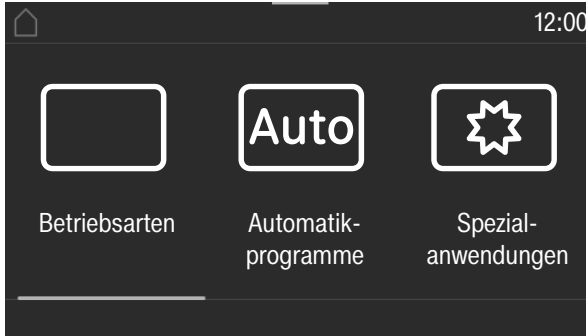 12:00
Auto
Betriebsarten
Automatik-
programme
Spezial-
anwendungen